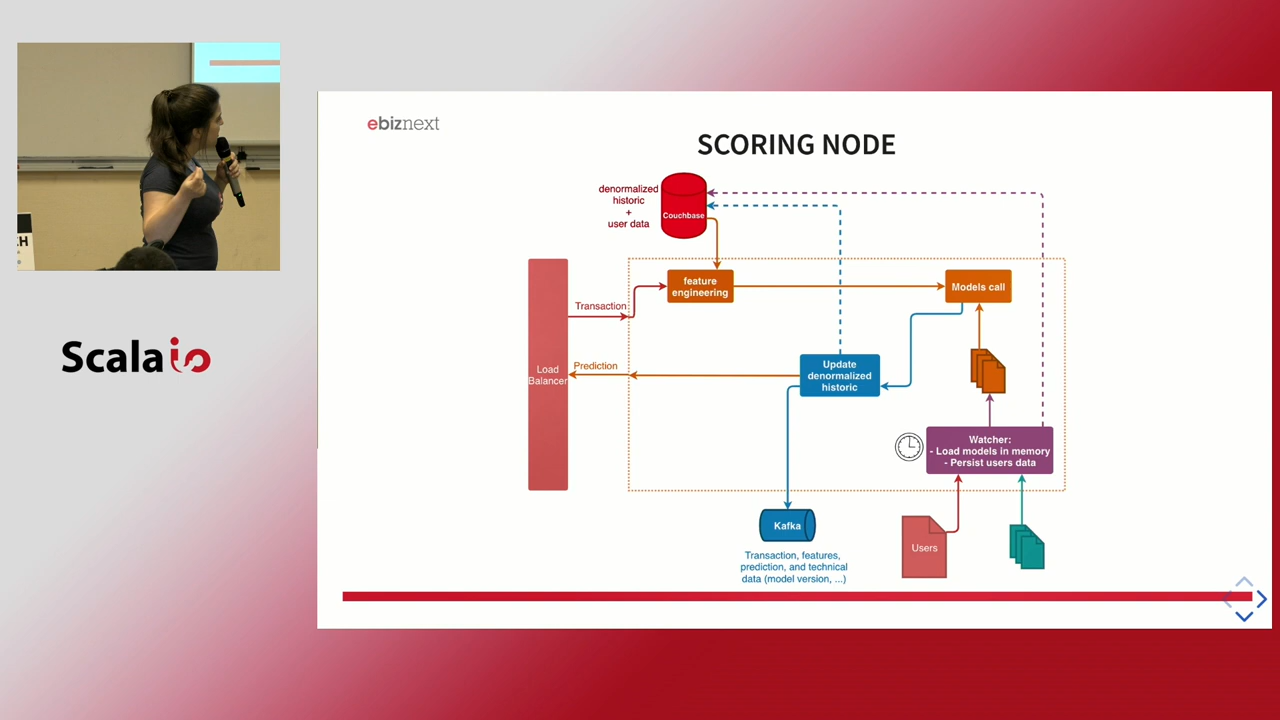 ebiznext
SCORING NODE
denormalized
historic
+
user data
Couchbase
feature
engineering
Models call
Transaction
Load
Balancer
Prediction
Update
denormalized
historic
Watcher:
- Load models in memory
- Persist users data
Kafka
Transaction, features,
prediction, and technical
data (model version, ...)
Users
Scala io